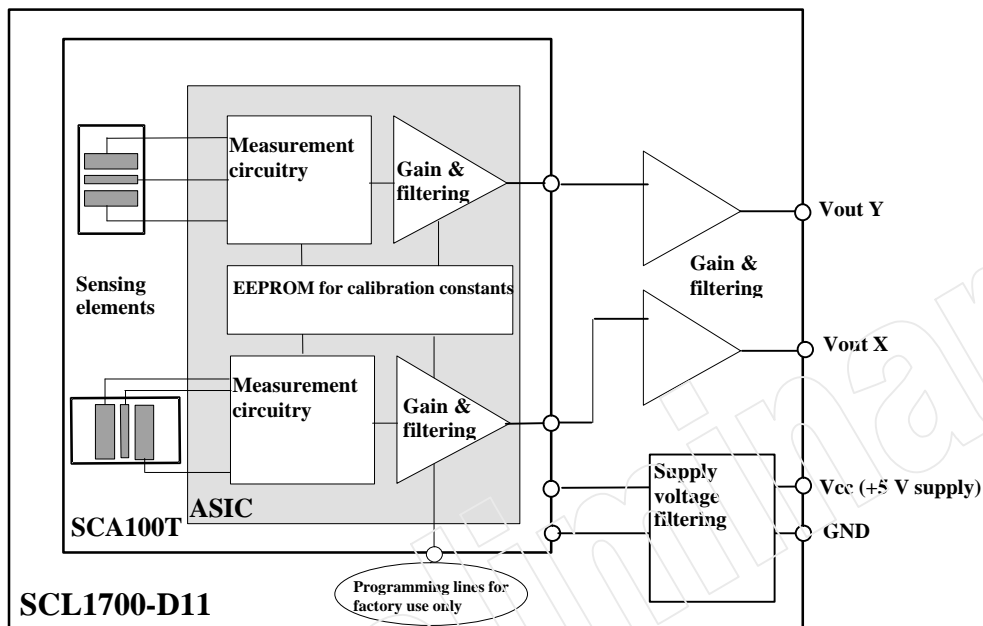 Measurement
circuitry
Gain &
filtering
Vout Y
Sensing
elements
EEPROM for calibration constants
Gain &
filtering
Measurement
circuitry
Gain &
filtering
Vout X
Supply
voltage
filtering
Vcc (+5 V supply)
GND
ASIC
SCA100T
Programming lines for
factory use only
SCL1700-D11